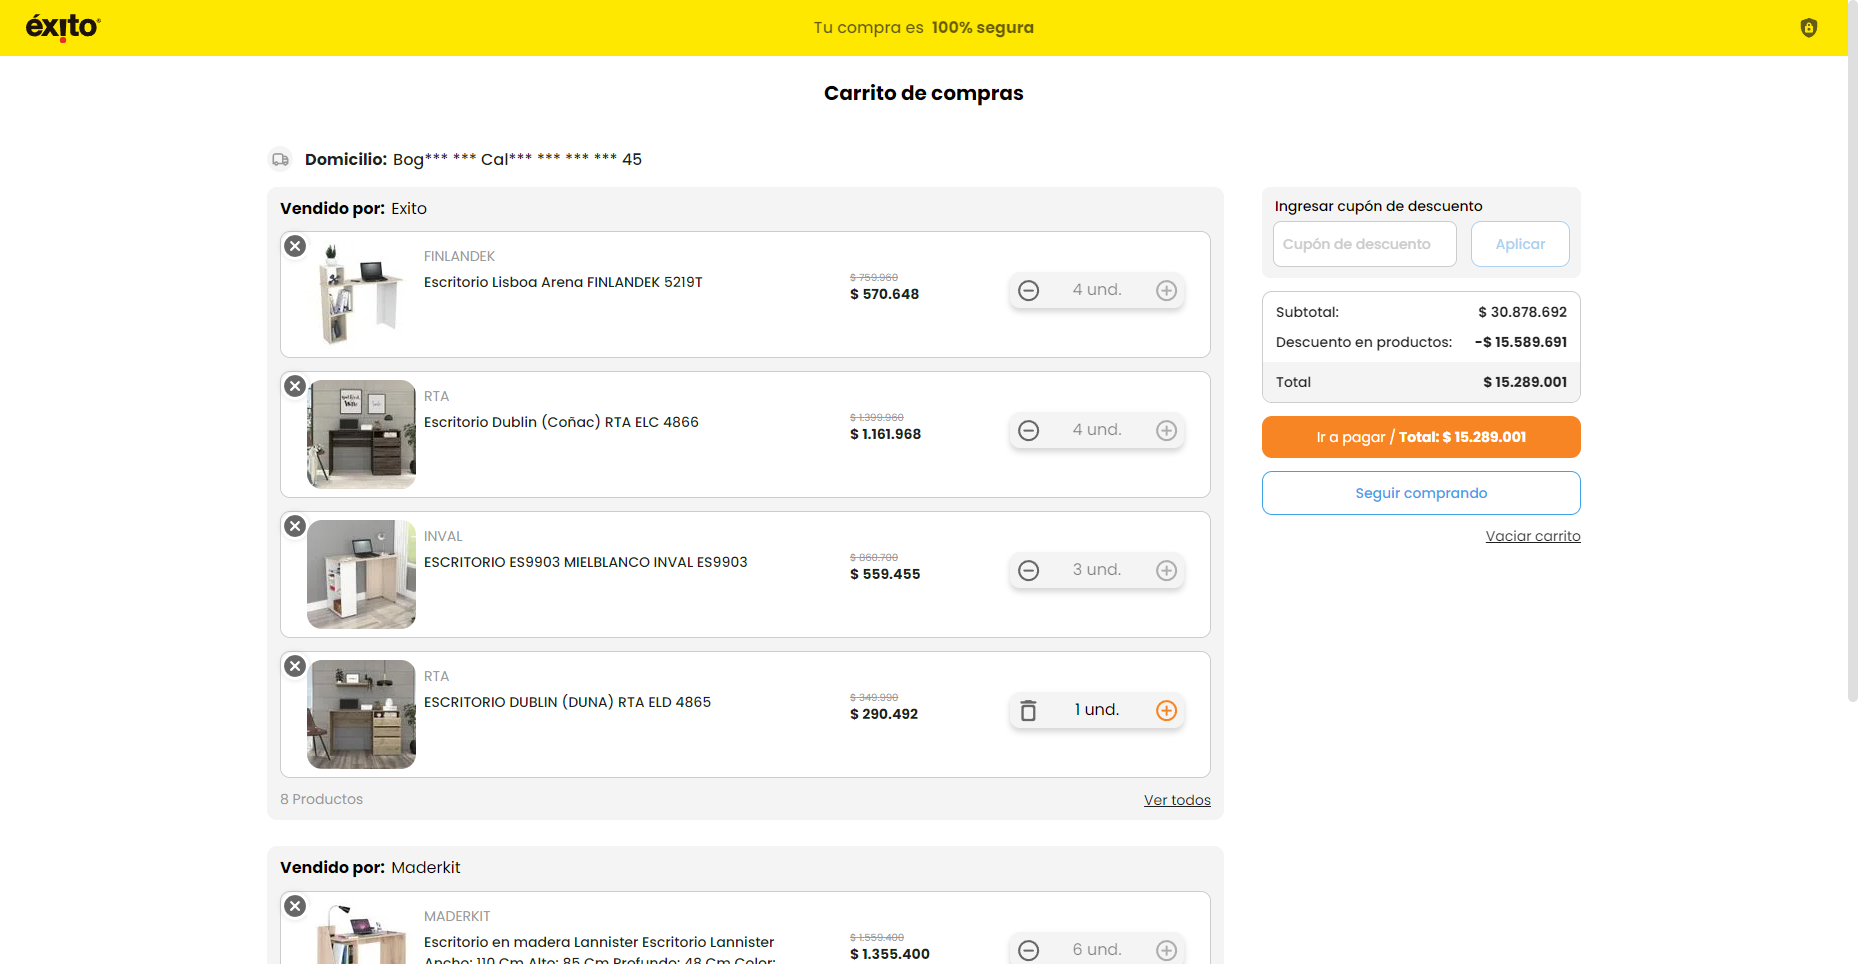 éxito
Tu compra es 100% segura
Carrito de compras
Domicilio: Bog*** *** Cal*** *** *** *** 45
Vendido por: Exito
FINLANDEK
Escritorio Lisboa Arena FINLANDEK 5219T
$ 759.960
$ 570.648
4 und.
RTA
Escritorio Dublin (Coñac) RTA ELC 4866
$ 1.399.960
$ 1.161.968
4 und.
INVAL
ESCRITORIO ES9903 MIELBLANCO INVAL ES9903
$ 860.700
$ 559.455
3 und.
RTA
ESCRITORIO DUBLIN (DUNA) RTA ELD 4865
$ 349.990
$ 290.492
1 und.
8 Productos
Ver todos
Vendido por: Maderkit
MADERKIT
Escritorio en madera Lannister Escritorio Lannister
Ancho: 110 Cm Alto: 85 Cm Profundo: 48 Cm Color:
$ 1.559.400
$ 1.355.400
6 und.
Ingresar cupón de descuento
Cupón de descuento
Aplicar
Subtotal: $ 30.878.692
Descuento en productos: -$ 15.589.691
Total $ 15.289.001
Ir a pagar / Total: $ 15.289.001
Seguir comprando
Vaciar carrito